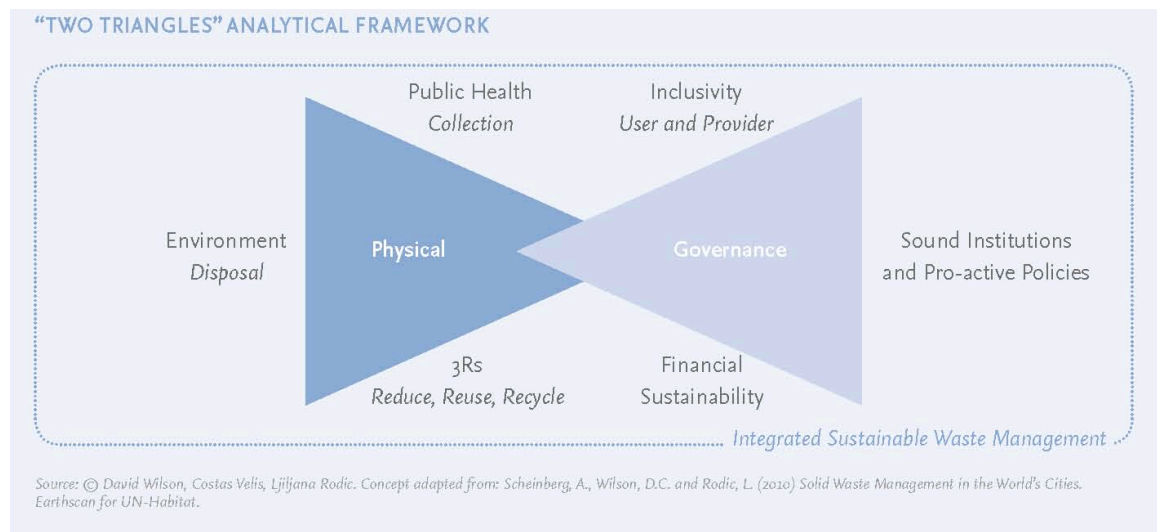 “TWO TRIANGLES” ANALYTICAL FRAMEWORK
Public Health
Collection
Inclusivity
User and Provider
Environment
Disposal
Physical
Governance
Sound Institutions
and Pro-active Policies
3Rs
Reduce, Reuse, Recycle
Financial
Sustainability
Integrated Sustainable Waste Management
Source: © David Wilson, Costas Velis, Ljiljana Rodic. Concept adapted from: Scheinberg, A., Wilson, D.C. and Rodic, L. (2010) Solid Waste Management in the World’s Cities.
Earthscan for UN-Habitat.